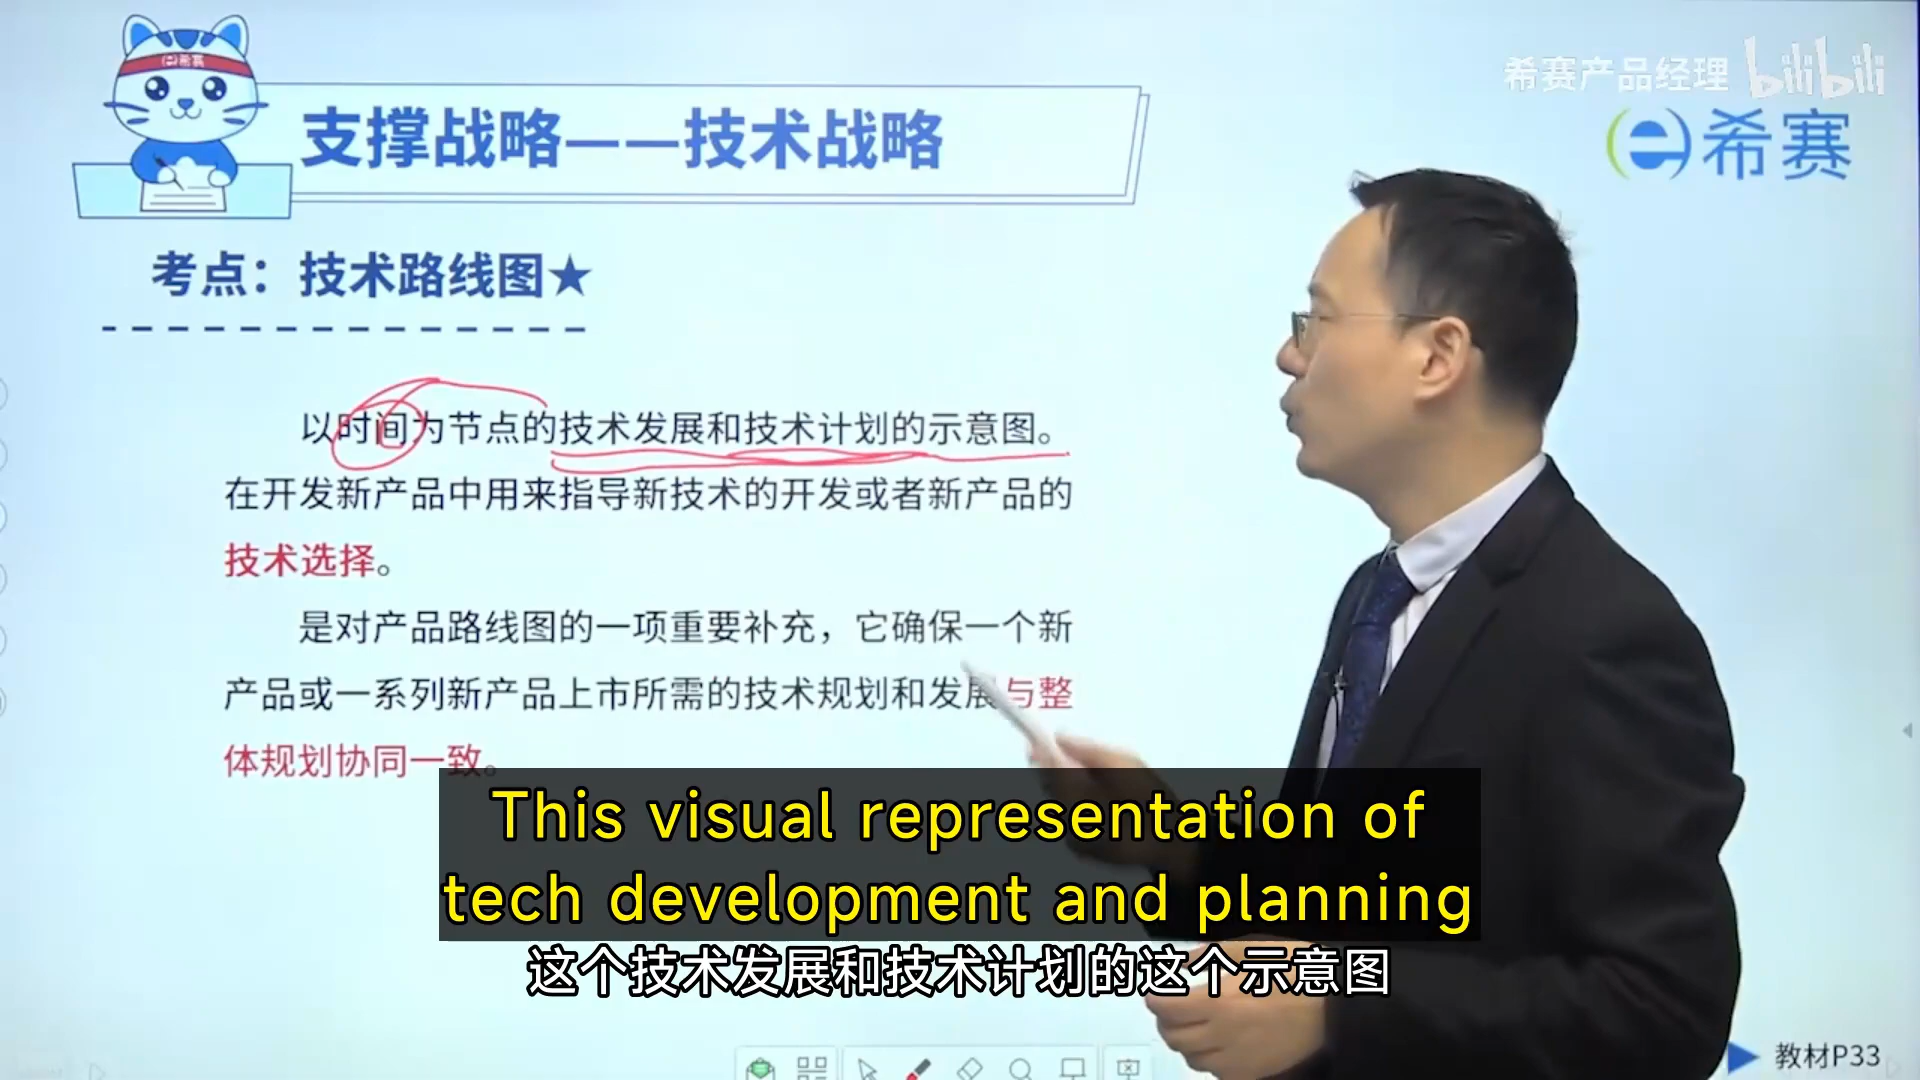 希赛产品经理 bilibili
e希赛
e希赛
支撑战略——技术战略
考点：技术路线图★
以时间为节点的技术发展和技术计划的示意图。
在开发新产品中用来指导新技术的开发或者新产品的
技术选择。
是对产品路线图的一项重要补充，它确保一个新
产品或一系列新产品上市所需的技术规划和发展与整
体规划协同一致。
This visual representation of
tech development and planning
这个技术发展和技术计划的这个示意图
教材P33